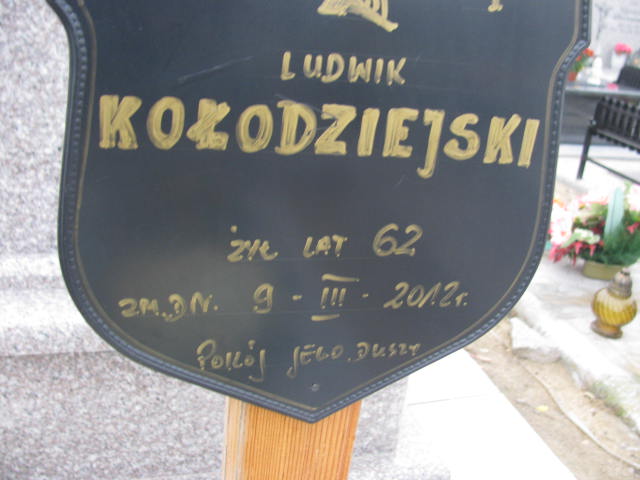 LUDWIK
KOŁODZIEJSKI
ŻYŁ LAT 62
ZM. DN. 9 - III - 2012 r.
POKÓJ JEGO DUSZY